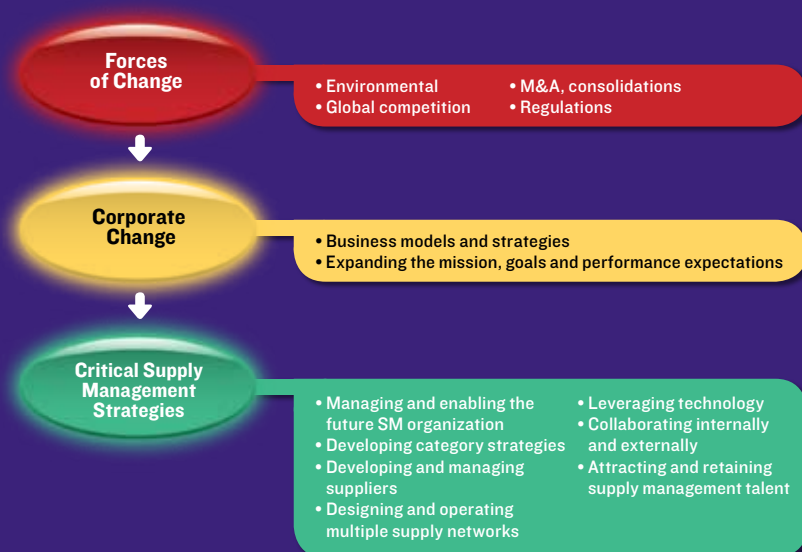 Forces
of Change
• Environmental
• Global competition
• M&A, consolidations
• Regulations
Corporate
Change
• Business models and strategies
• Expanding the mission, goals and performance expectations
Critical Supply
Management
Strategies
• Managing and enabling the
future SM organization
• Developing category strategies
• Developing and managing
suppliers
• Designing and operating
multiple supply networks
• Leveraging technology
• Collaborating internally
and externally
• Attracting and retaining
supply management talent